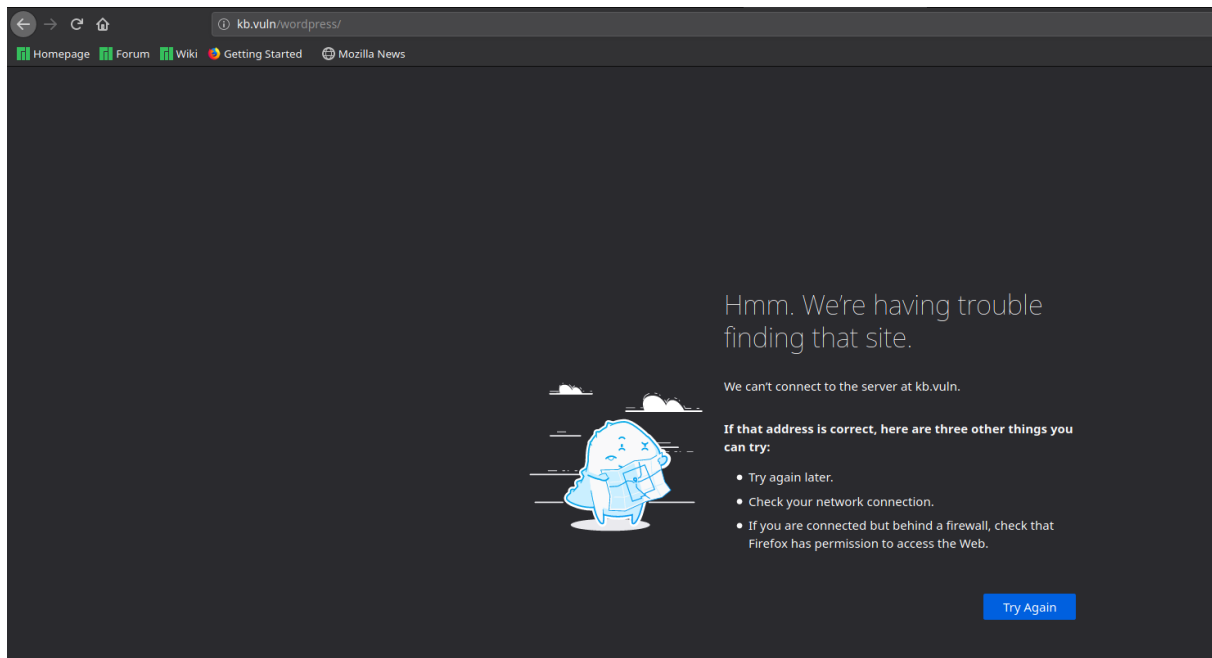 kb.vuln/wordpress/
Homepage Forum Wiki Getting Started Mozilla News
Hmm. We're having trouble
finding that site.
We can't connect to the server at kb.vuln.
If that address is correct, here are three other things you
can try:
Try again later.
Check your network connection.
If you are connected but behind a firewall, check that
Firefox has permission to access the Web.
Try Again